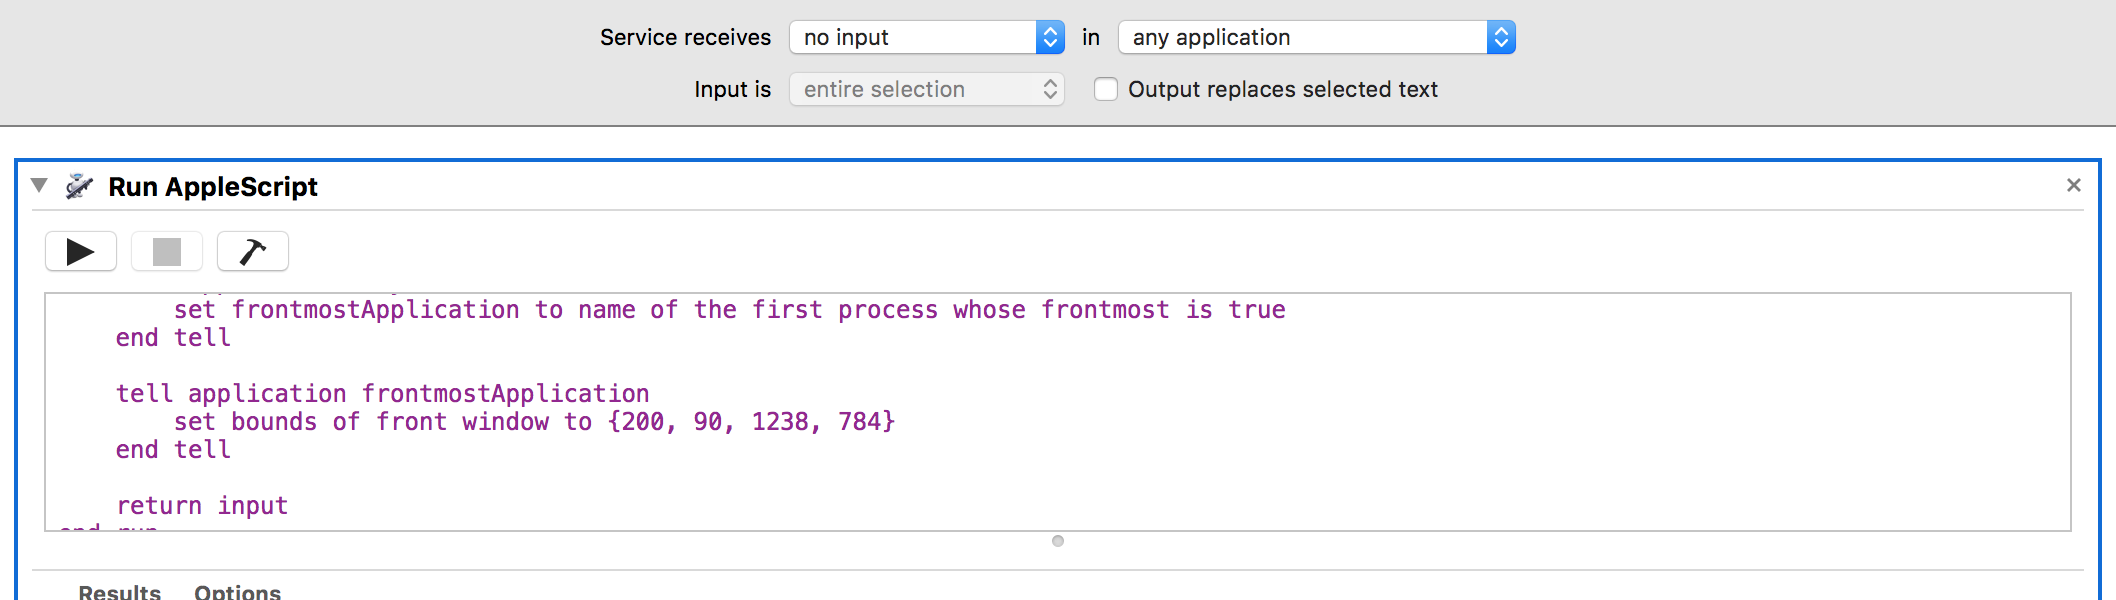 Service receives no input in any application
Input is entire selection Output replaces selected text
Run AppleScript
set frontmostApplication to name of the first process whose frontmost is true
end tell
tell application frontmostApplication
set bounds of front window to {200, 90, 1238, 784}
end tell
return input
end run
Results Options